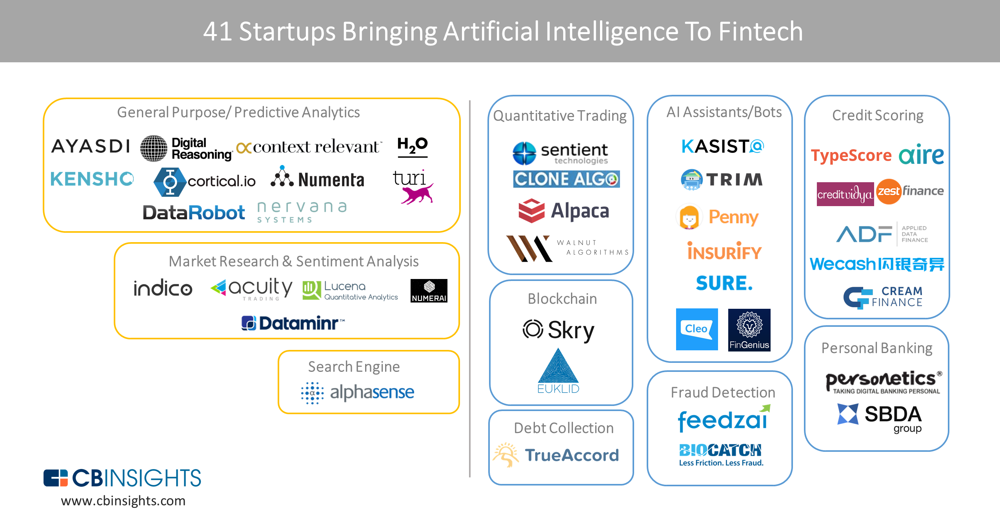 41 Startups Bringing Artificial Intelligence To Fintech
General Purpose/ Predictive Analytics
AYASDI
Digital
Reasoning
context relevant™
H2O
KENSHO
cortical.io
Numenta
turi
DataRobot
nervana
SYSTEMS
Market Research & Sentiment Analysis
indico
acuity
TRADING
Lucena
Quantitative Analytics
NUMERAI
Dataminr™
Search Engine
α
alphasense
Quantitative Trading
sentient
technologies
CLONE ALGO
Alpaca
WALNUT
ALGORITHMS
Blockchain
Skry
EUKLID
Debt Collection
TrueAccord
AI Assistants/Bots
KASISTO
TRIM
Penny
iNSURiFY
SURE.
Cleo
FinGenius
Fraud Detection
feedzai
BIOCATCH
Less Friction. Less Fraud.
Credit Scoring
TypeScore
aire
creditvidya
zestfinance
ADF
APPLIED
DATA
FINANCE
Wecash闪银奇异
CREAM
FINANCE
Personal Banking
personetics®
TAKING DIGITAL BANKING PERSONAL
SBDA
group
CBINSIGHTS
www.cbinsights.com